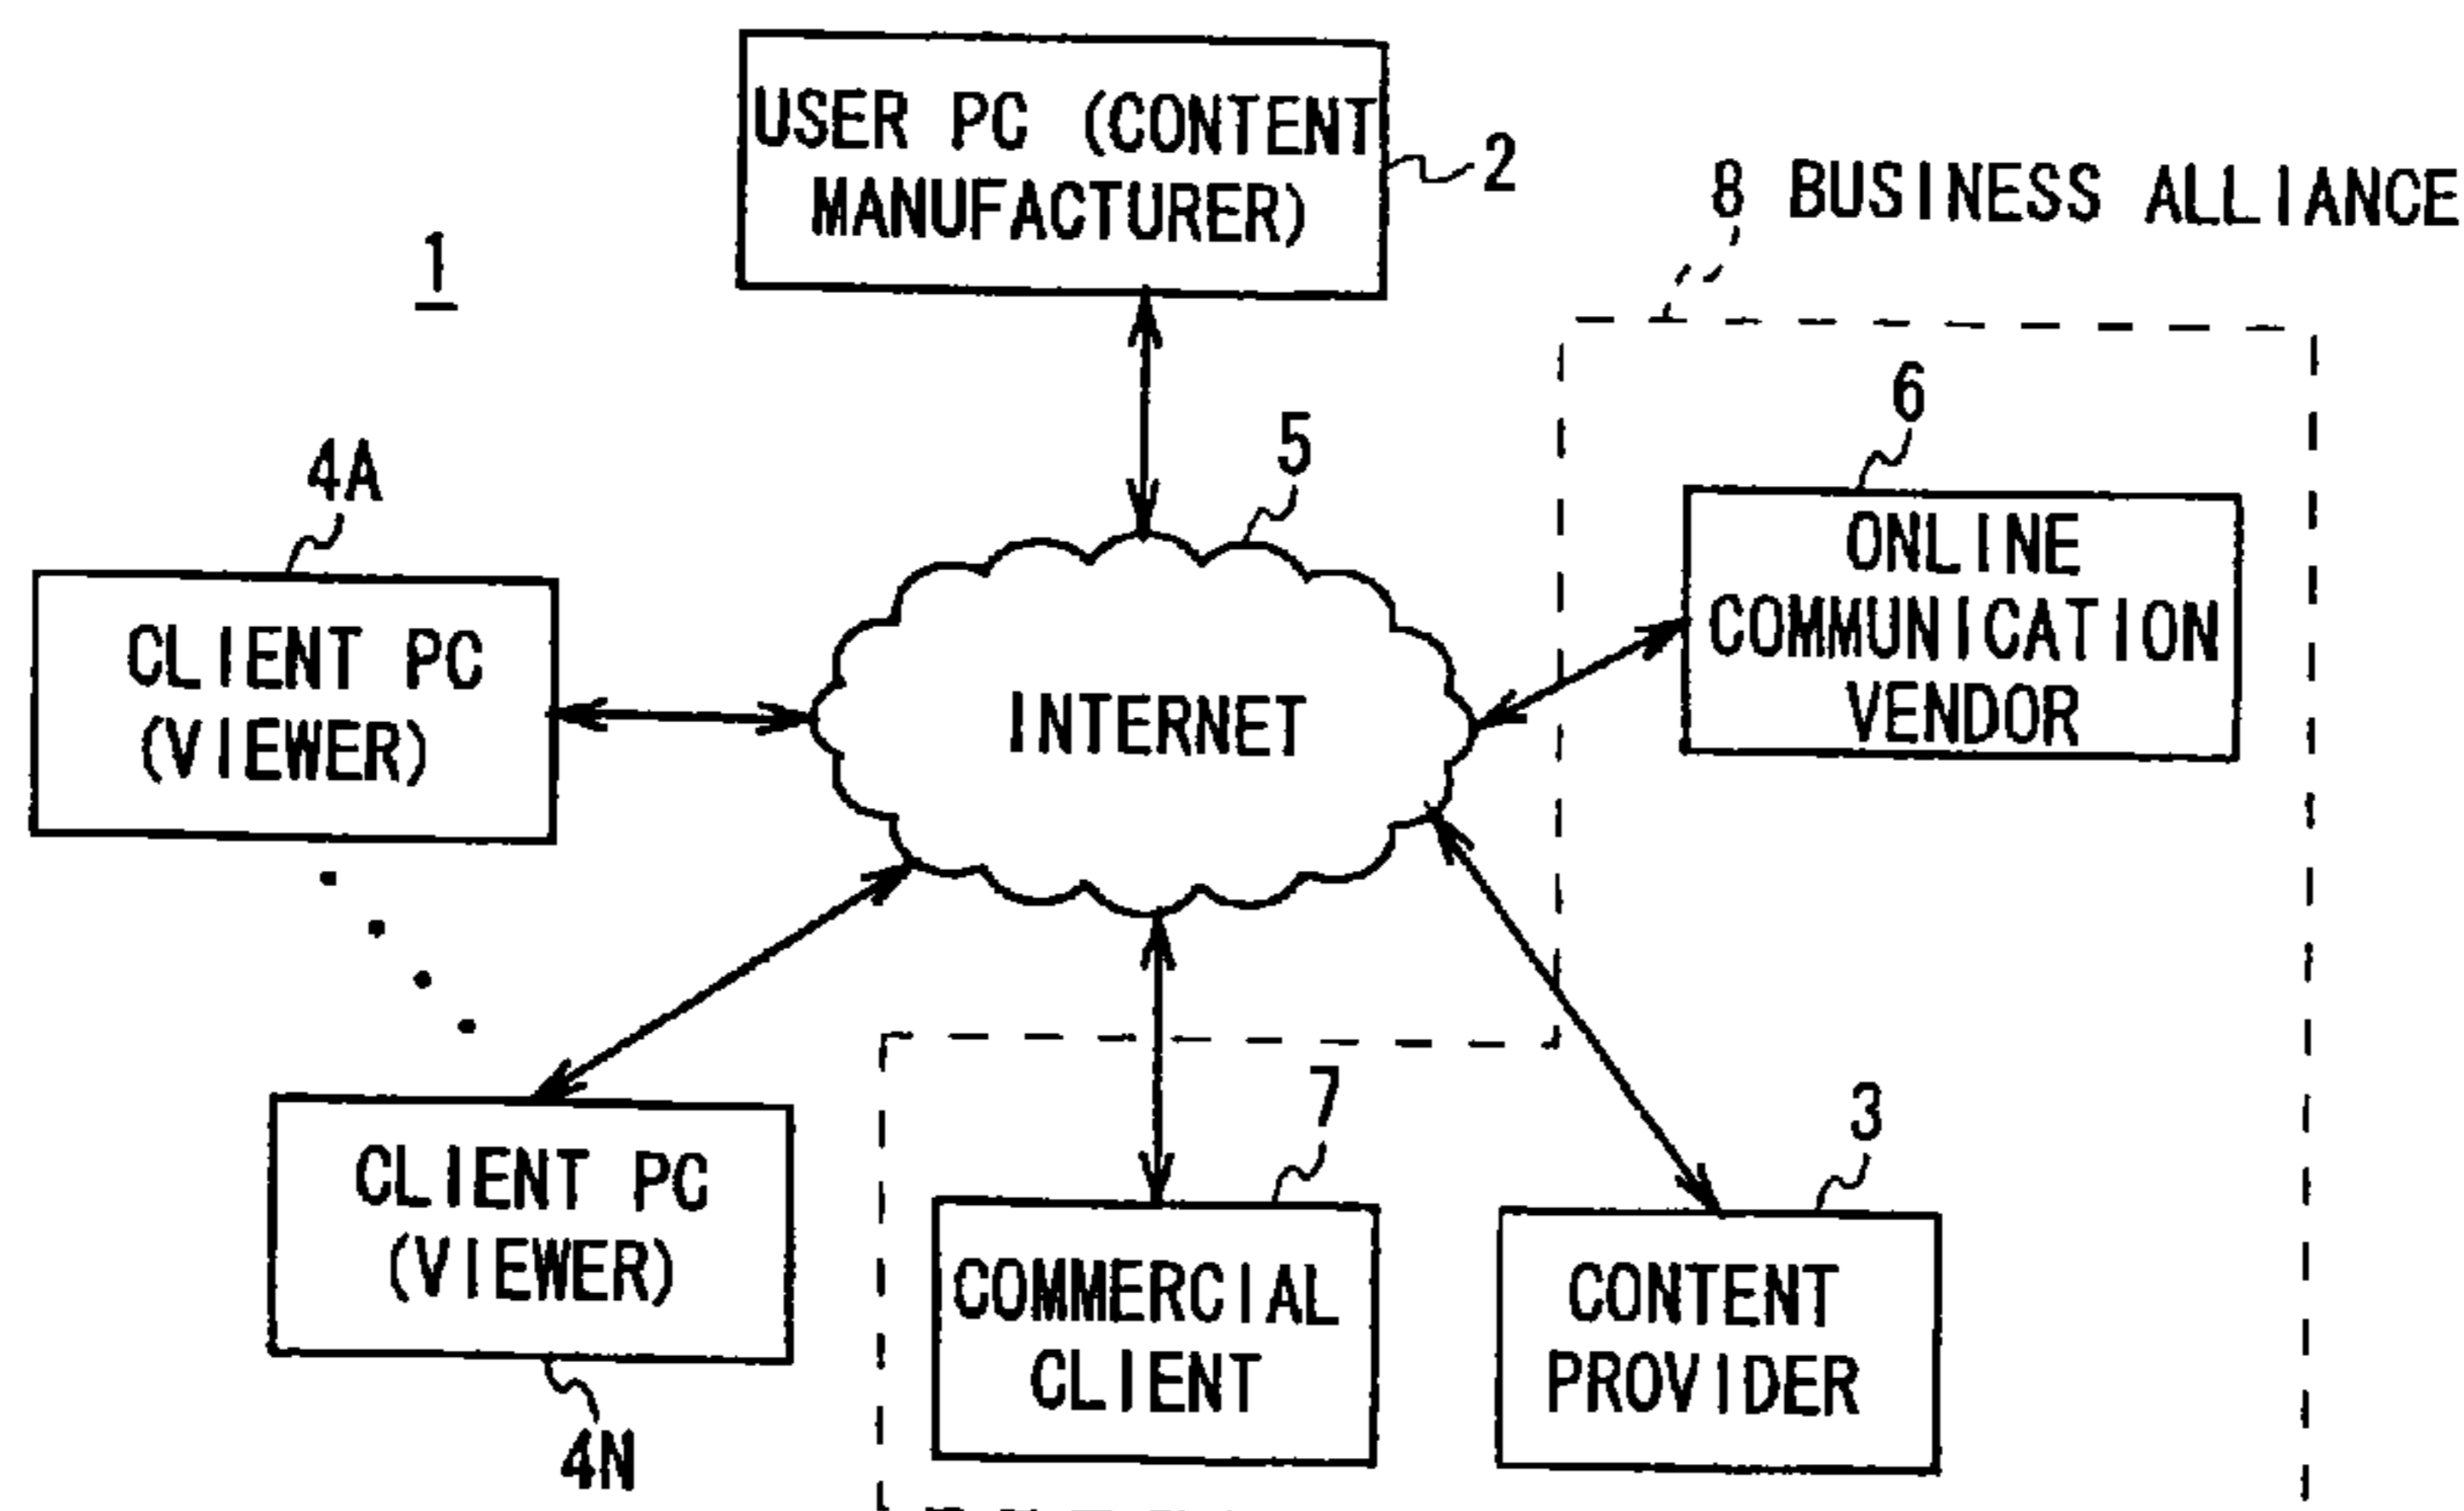 USER PC (CONTENT
MANUFACTURER)
2
8 BUSINESS ALLIANCE
1
6
5
4A
ONLINE
COMMUNICATION
VENDOR
CLIENT PC
(VIEWER)
INTERNET
7
3
CLIENT PC
(VIEWER)
COMMERCIAL
CLIENT
CONTENT
PROVIDER
4N